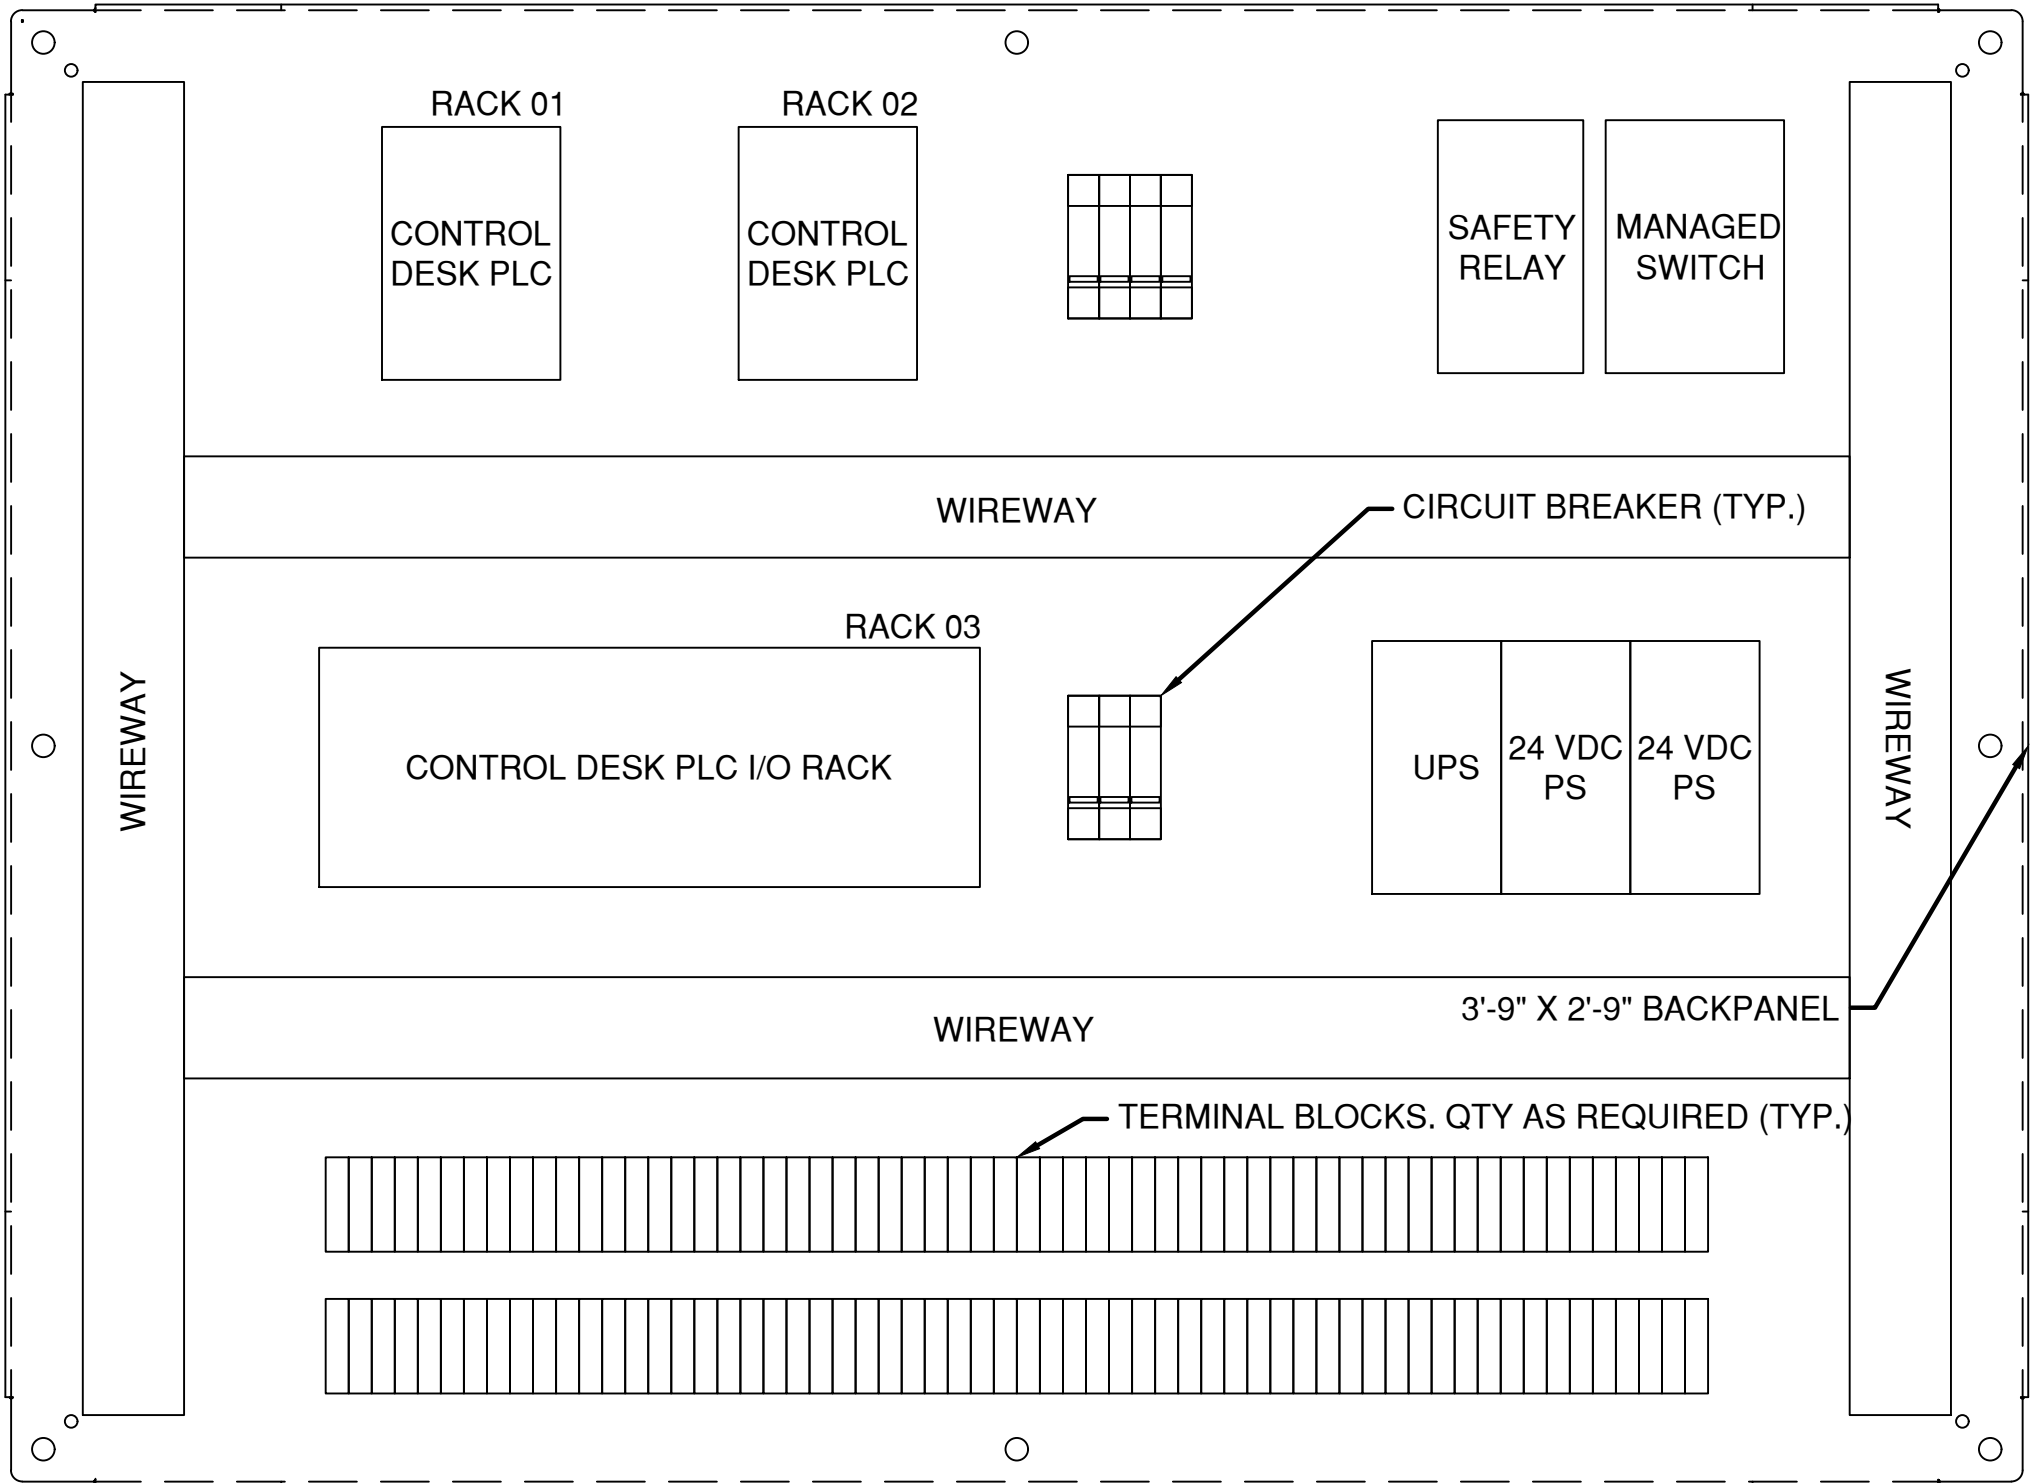 RACK 01
RACK 02
CONTROL
DESK PLC
CONTROL
DESK PLC
SAFETY
RELAY
MANAGED
SWITCH
WIREWAY
CIRCUIT BREAKER (TYP.)
RACK 03
WIREWAY
CONTROL DESK PLC I/O RACK
UPS
24 VDC
PS
24 VDC
PS
WIREWAY
3'-9" X 2'-9" BACKPANEL
WIREWAY
TERMINAL BLOCKS. QTY AS REQUIRED (TYP.)